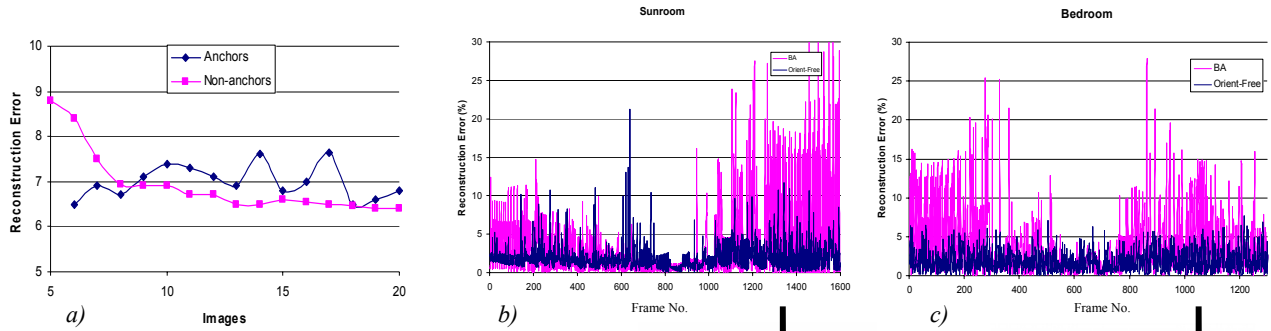 10
9
8
7
6
5
5 10 15 20
Reconstruction Error
Images
Anchors
Non-anchors
a)
Sunroom
30
25
20
15
10
5
0
0 200 400 600 800 1000 1200 1400 1600
Reconstruction Error (%)
Frame No.
BA
Orient-Free
b)
Bedroom
30
25
20
15
10
5
0
0 200 400 600 800 1000 1200
Reconstruction Error (%)
Frame No.
BA
Orient-Free
c)